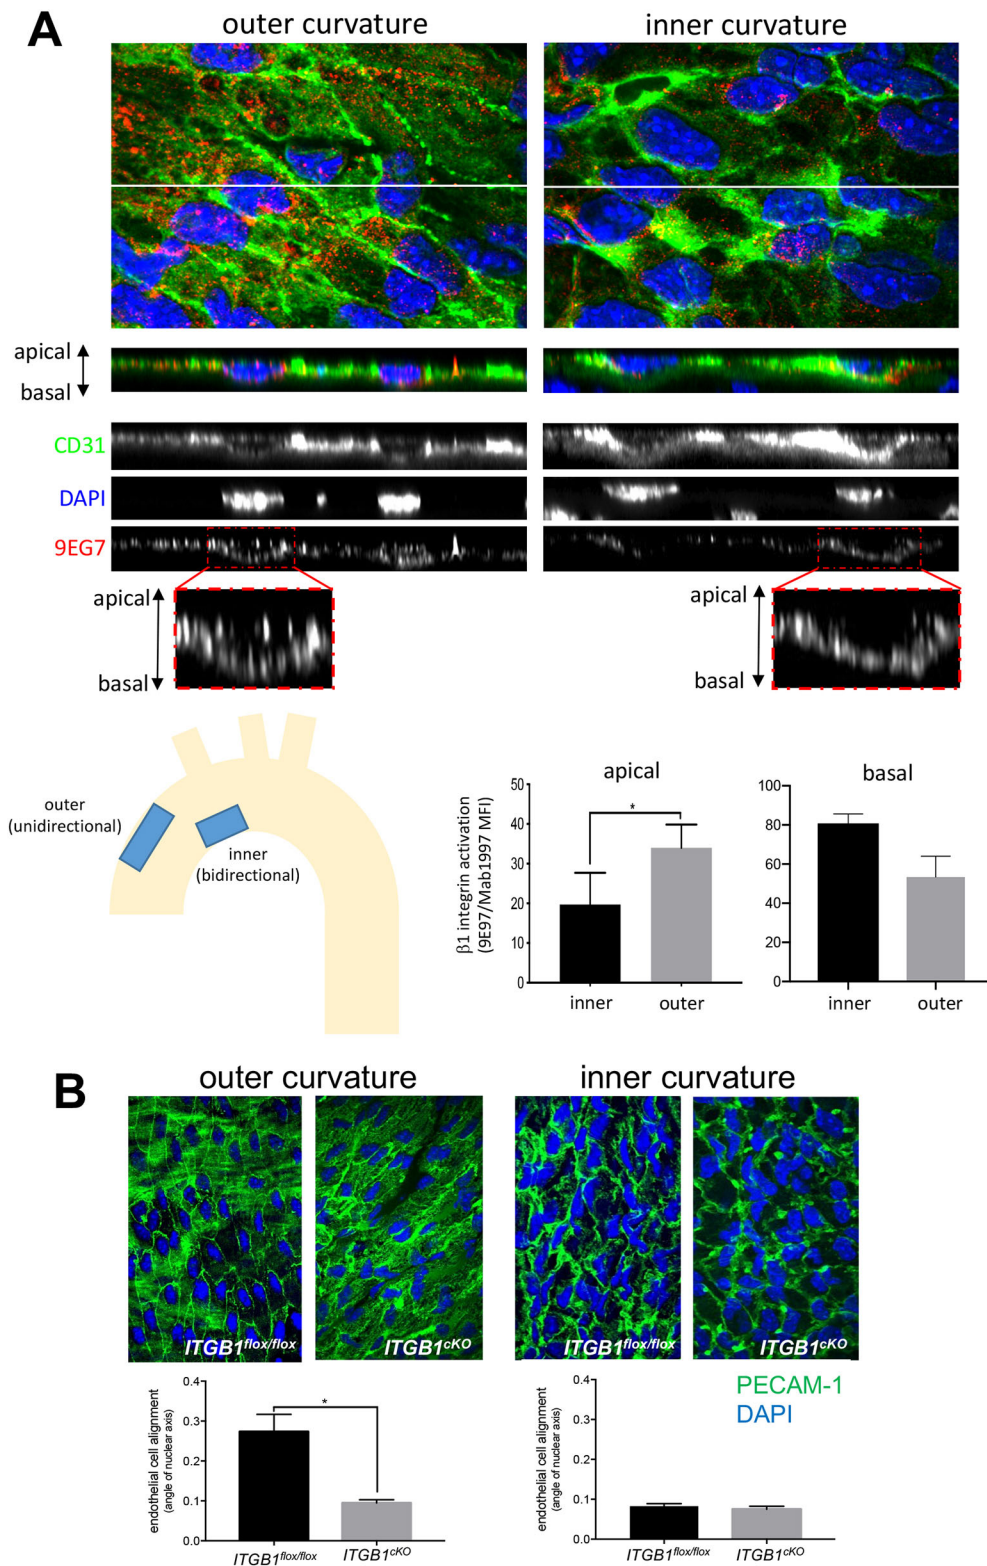 A
outer curvature
inner curvature
apical
basal
CD31
DAPI
9EG7
apical
basal
apical
basal
outer
(unidirectional)
inner
(bidirectional)
apical
β1 integrin activation
(9E97/Mab1997 MFI)
50
40
30
20
10
0
*
inner
outer
basal
100
80
60
40
20
0
inner
outer
B
outer curvature
inner curvature
ITGB1flox/flox
ITGB1cKO
ITGB1flox/flox
ITGB1cKO
PECAM-1
DAPI
endothelial cell alignment
(angle of nuclear axis)
0.4
0.3
0.2
0.1
0.0
*
ITGB1flox/flox
ITGB1cKO
endothelial cell alignment
(angle of nuclear axis)
0.4
0.3
0.2
0.1
0.0
ITGB1flox/flox
ITGB1cKO